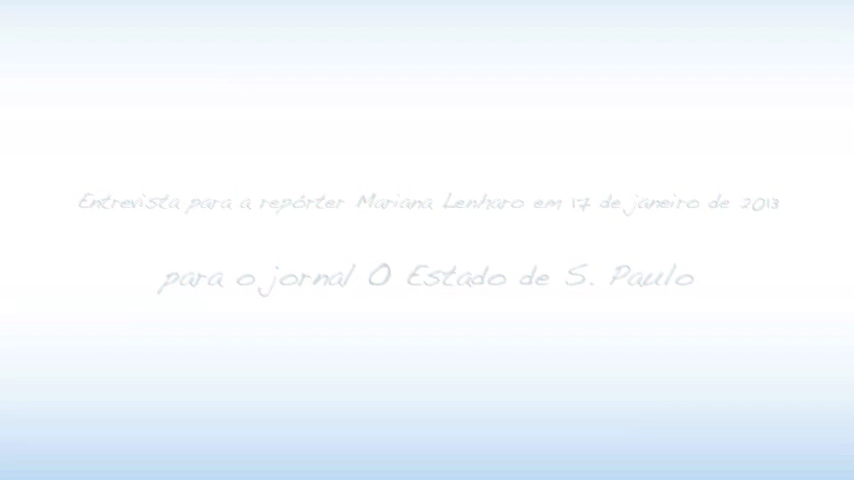 Entrevista para a repórter Mariana Lenharo em 17 de janeiro de 2013
para o jornal O Estado de S. Paulo